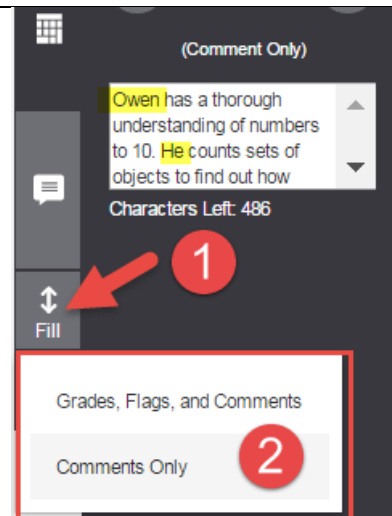 (Comment Only)
Owen has a thorough
understanding of numbers
to 10. He counts sets of
objects to find out how
Characters Left: 486
1
Fill
Grades, Flags, and Comments
Comments Only
2